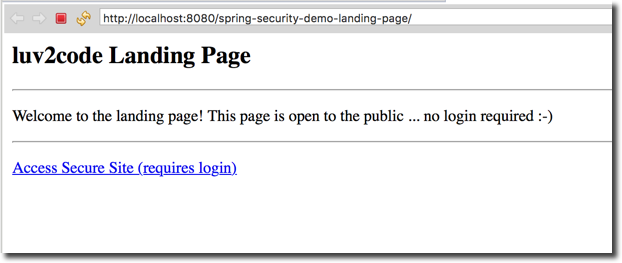 http://localhost:8080/spring-security-demo-landing-page/
luv2code Landing Page
Welcome to the landing page! This page is open to the public ... no login required :-)
Access Secure Site (requires login)